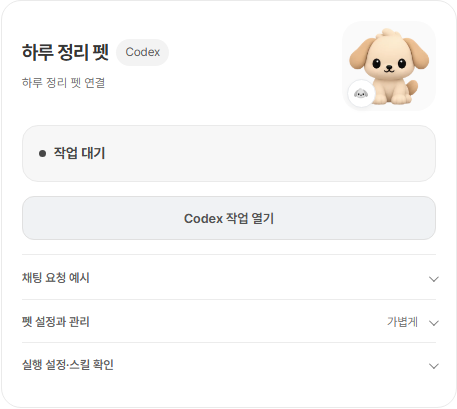 하루 정리 펫 Codex
하루 정리 펫 연결
작업 대기
Codex 작업 열기
채팅 요청 예시
펫 설정과 관리 가볍게
실행 설정·스킬 확인